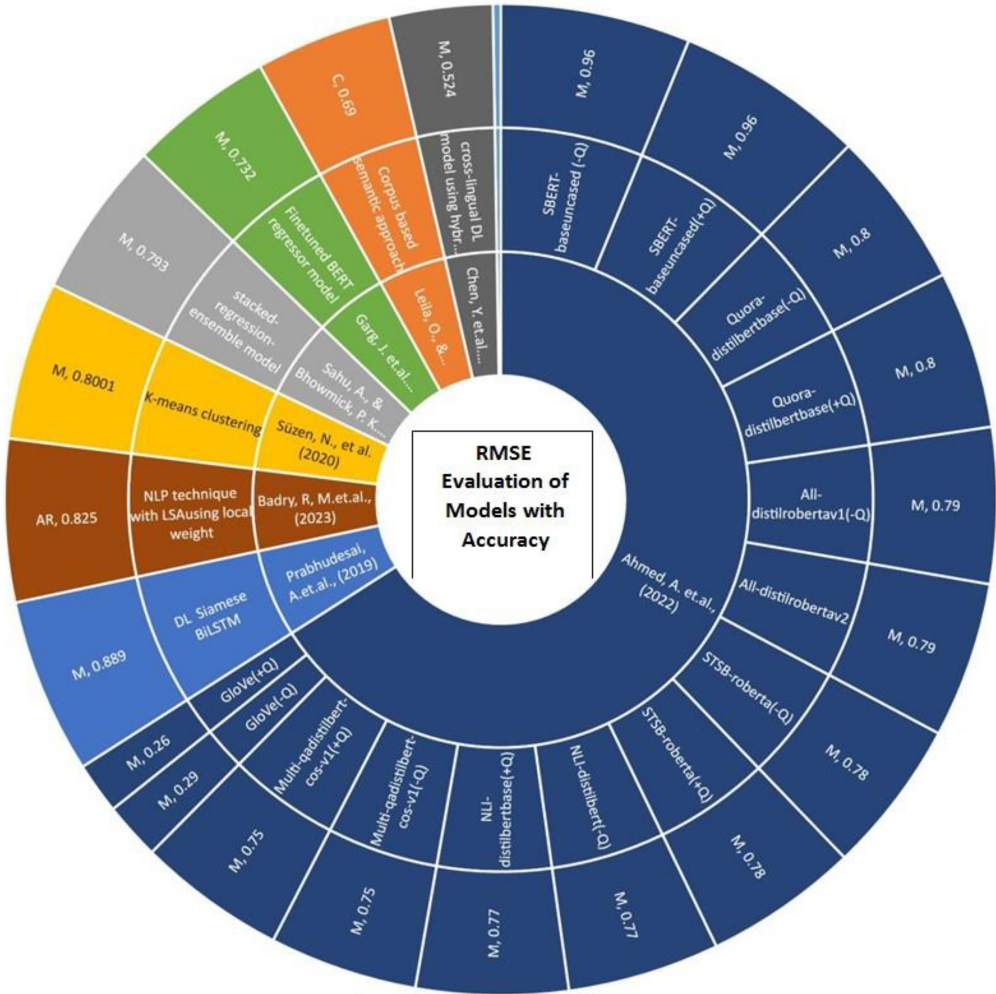 RMSE
Evaluation of
Models with
Accuracy
Ahmed, A. et.al.,
(2022)
SBERT-
baseuncased (-Q)
M, 0.96
SBERT-
baseuncased(+Q)
M, 0.96
Quora-
distilbertbase(-Q)
M, 0.8
Quora-
distilbertbase(+Q)
M, 0.8
All-
distilrobertav1(-Q)
M, 0.79
All-distilrobertav2
M, 0.79
STSB-roberta(-Q)
M, 0.78
STSB-roberta(+Q)
M, 0.78
NLI-distilbert(-Q)
M, 0.77
NLI-
distilbertbase(+Q)
M, 0.77
Multi-qadistilbert-
cos-v1(-Q)
M, 0.75
Multi-qadistilbert-
cos-v1(+Q)
M, 0.75
GloVe(-Q)
M, 0.29
GloVe(+Q)
M, 0.26
Prabhudesai,
A.et.al., (2019)
DL Siamese
BiLSTM
M, 0.889
Badry, R, M.et.al.,
(2023)
NLP technique
with LSAusing local
weight
AR, 0.825
Süzen, N., et al.
(2020)
K-means clustering
M, 0.8001
Sahu, A., &
Bhowmick, P. K....
stacked-
regression-
ensemble model
M, 0.793
Garg, J. et.al....
Finetuned BERT
regressor model
M, 0.732
Leila, O., &...
Corpus based
semantic approach
C, 0.69
Chen, Y. et.al....
cross-lingual DL
model using hybr...
M, 0.524